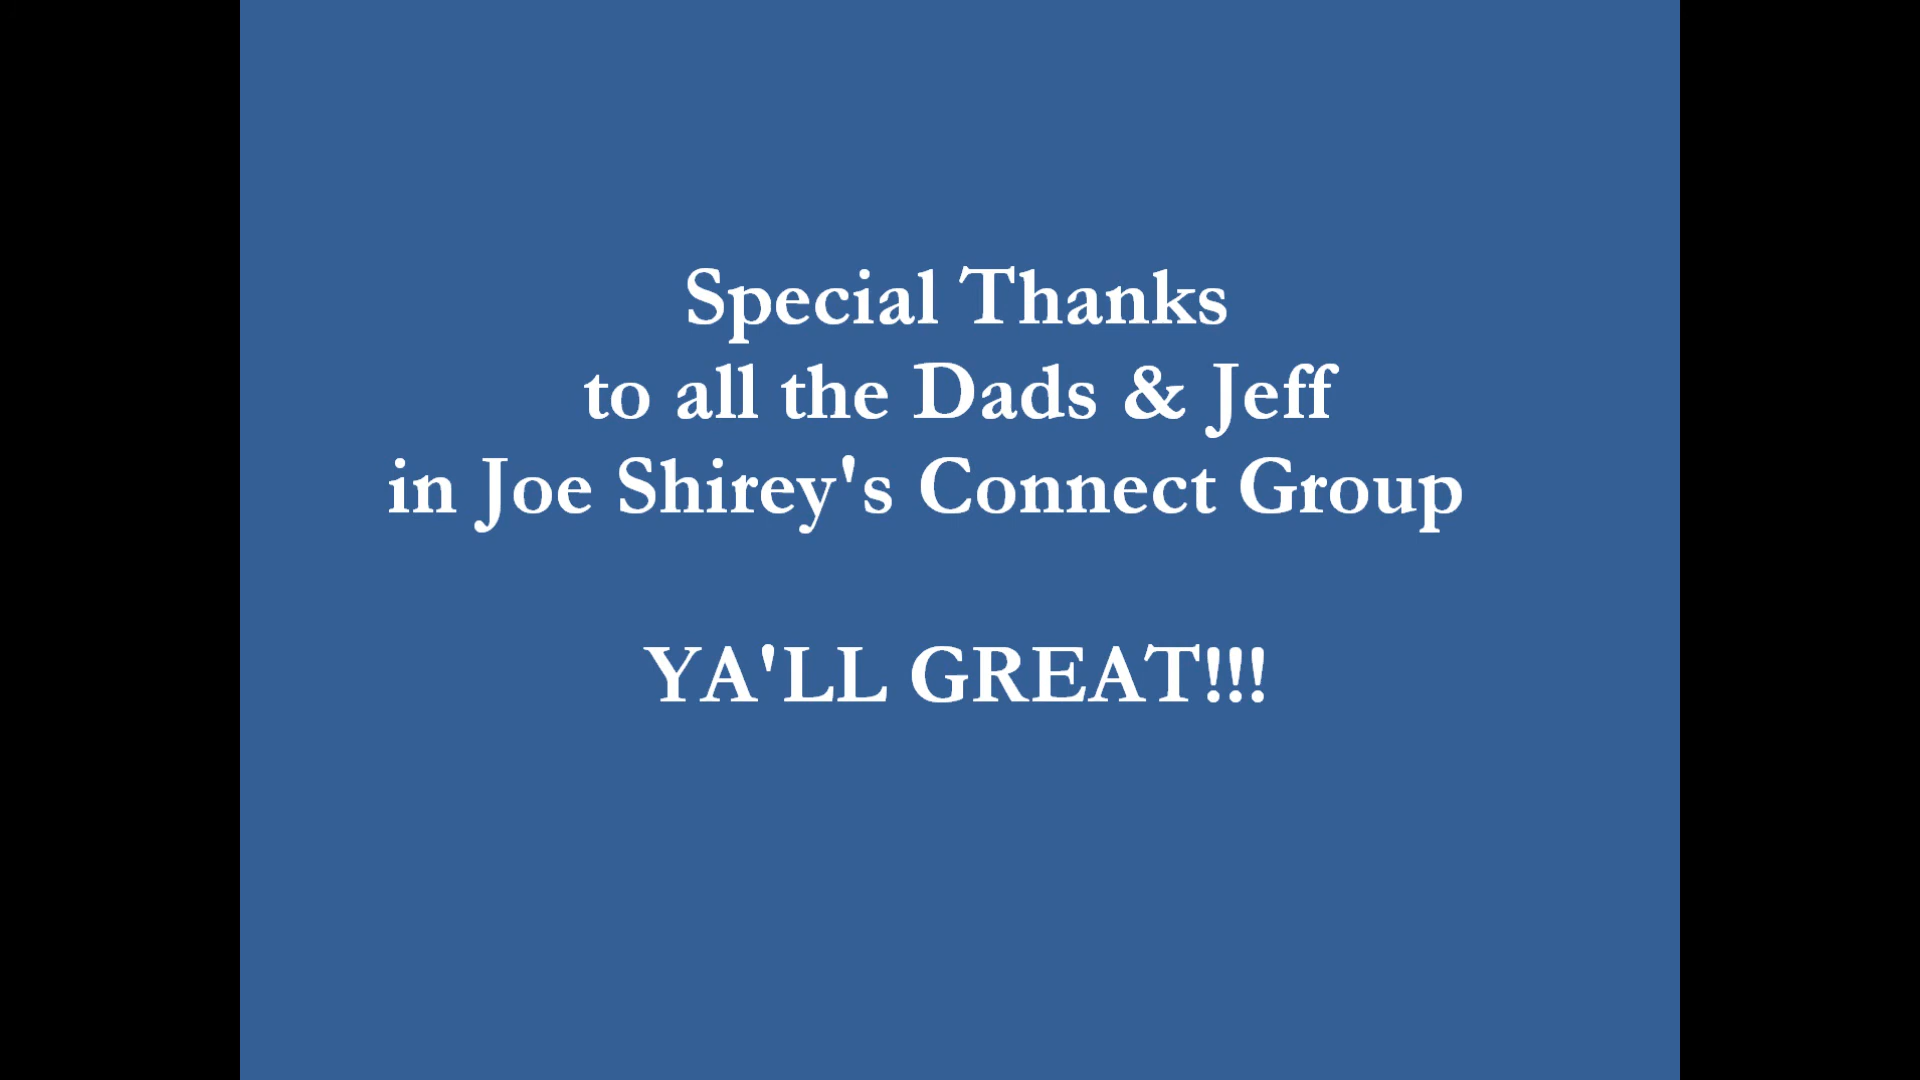 Special Thanks
to all the Dads & Jeff
in Joe Shirey's Connect Group
YA'LL GREAT!!!